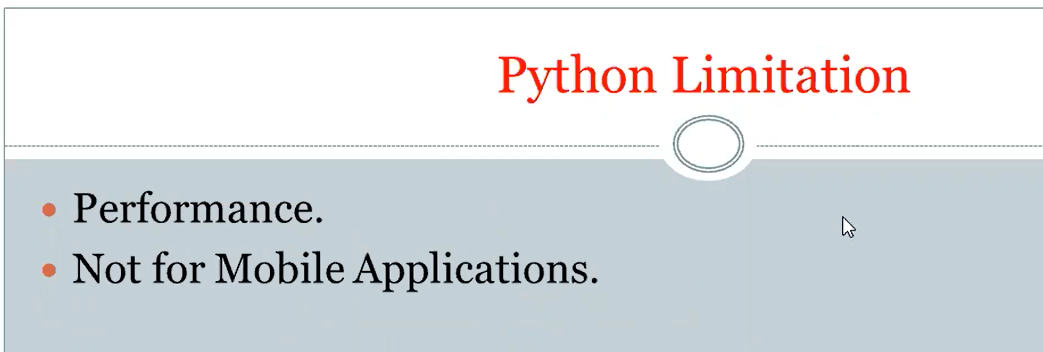 Python Limitation
Performance.
Not for Mobile Applications.